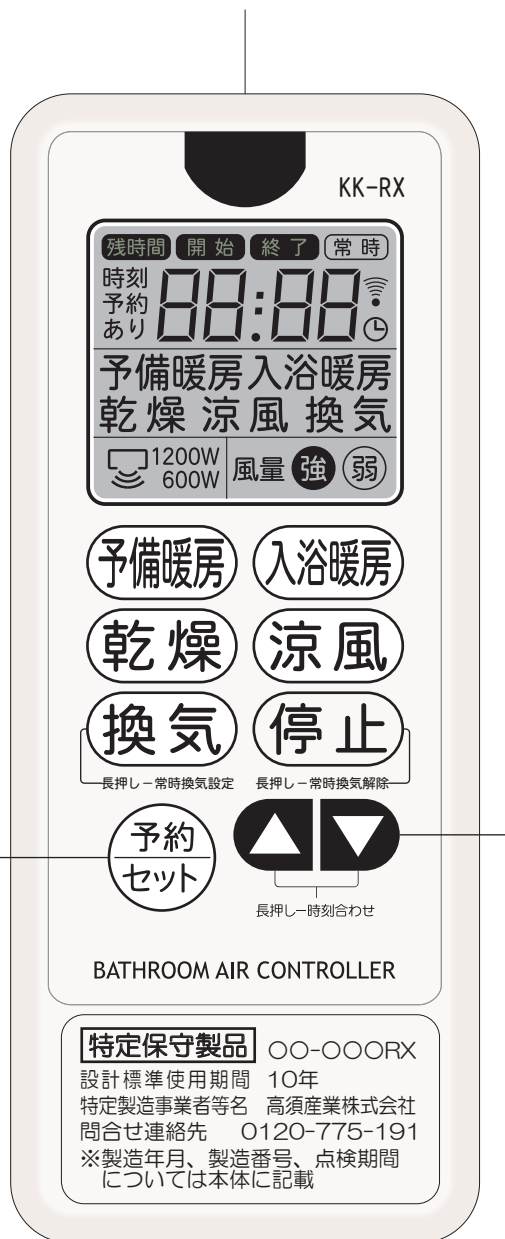 KK-RX
残時間 開始 終了 常時
時刻
予約
あり
88:88
予備暖房 入浴暖房
乾燥 涼風 換気
1200W
600W
風量 強 弱
予備暖房 入浴暖房
乾燥 涼風
換気 停止
長押し−常時換気設定 長押し−常時換気解除
予約
セット
長押し−時刻合わせ
BATHROOM AIR CONTROLLER
特定保守製品 ○○-○○○RX
設計標準使用期間 10年
特定製造事業者等名 高須産業株式会社
問合せ連絡先 0120-775-191
※製造年月、製造番号、点検期間
については本体に記載